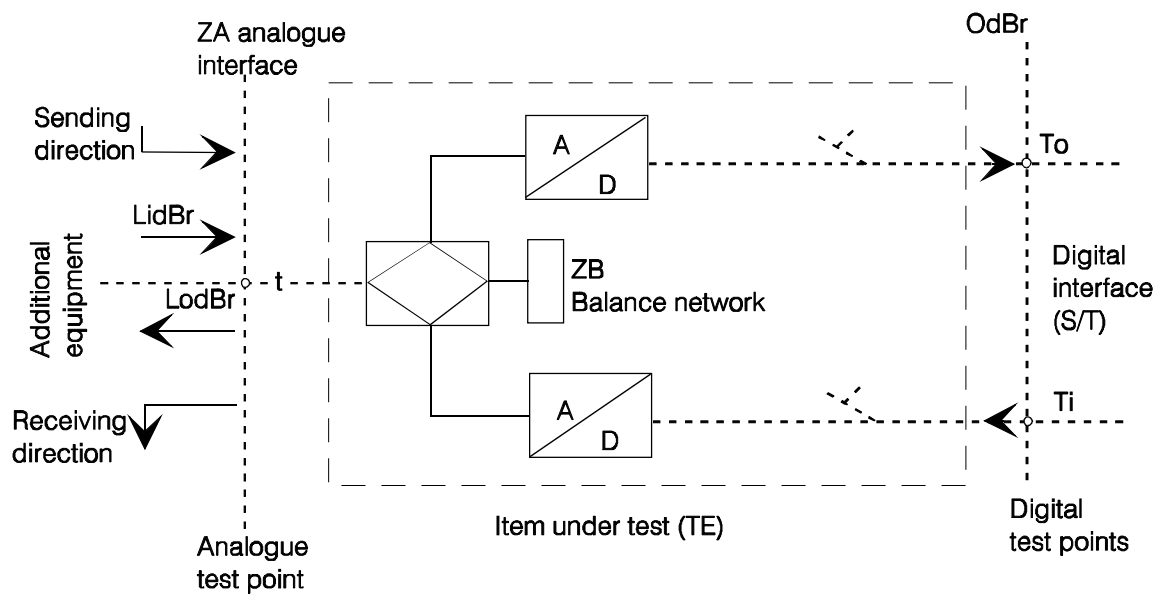 ZA analogue
interface
OdBr
Sending
direction
A
D
To
LidBr
Additional
equipment
t
LodBr
ZB
Balance network
Digital
interface
(S/T)
Receiving
direction
A
D
Ti
Item under test (TE)
Analogue
test point
Digital
test points